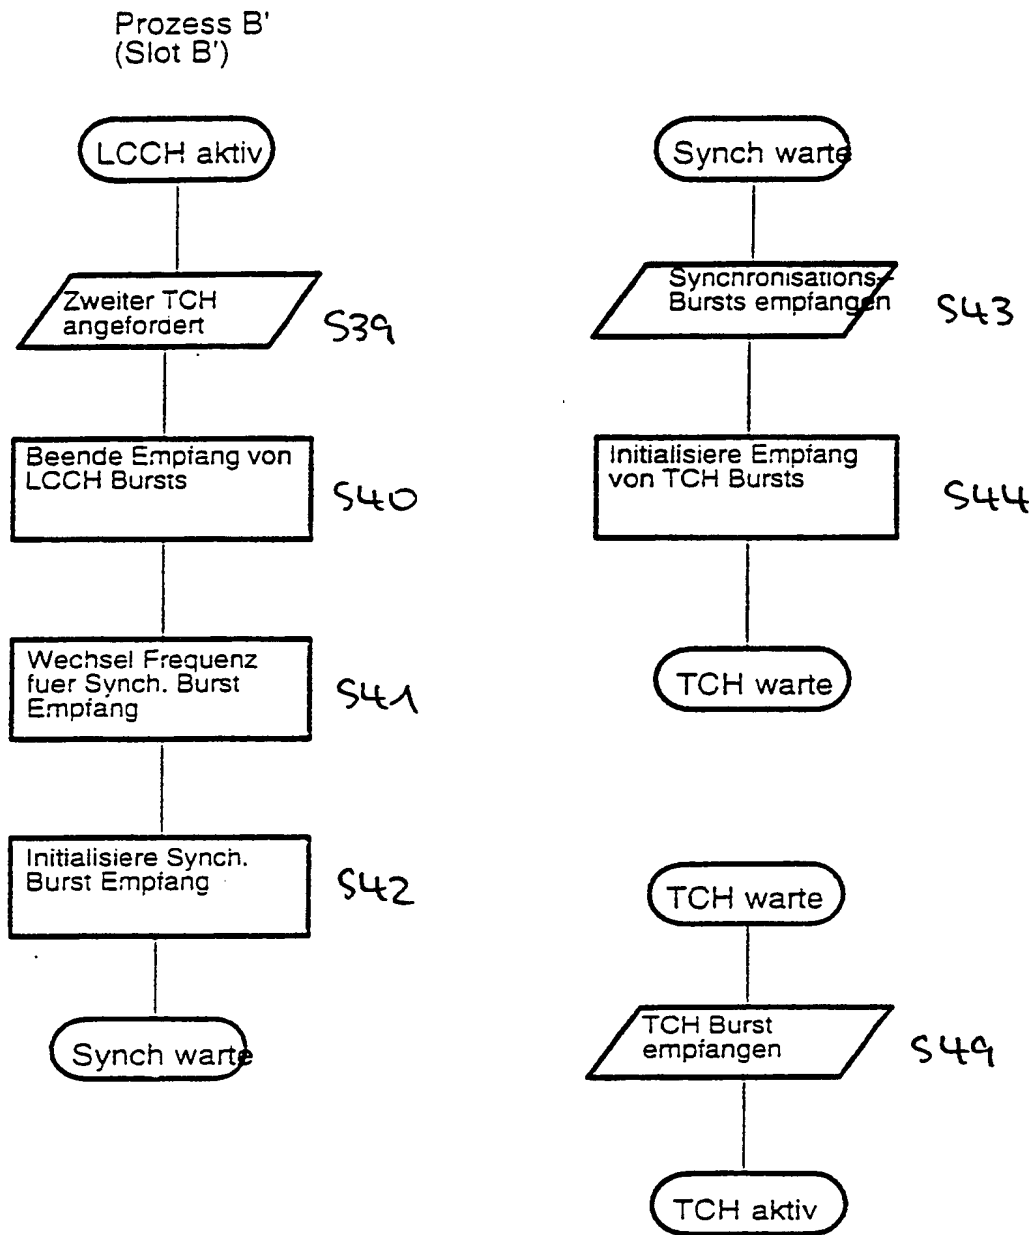 Prozess B'
(Slot B')
LCCH aktiv
Zweiter TCH
angefordert
S39
Beende Empfang von
LCCH Bursts
S40
Wechsel Frequenz
fuer Synch. Burst
Empfang
S41
Initialisiere Synch.
Burst Empfang
S42
Synch warte
Synch warte
Synchronisations-
Bursts empfangen
S43
Initialisiere Empfang
von TCH Bursts
S44
TCH warte
TCH warte
TCH Burst
empfangen
S49
TCH aktiv